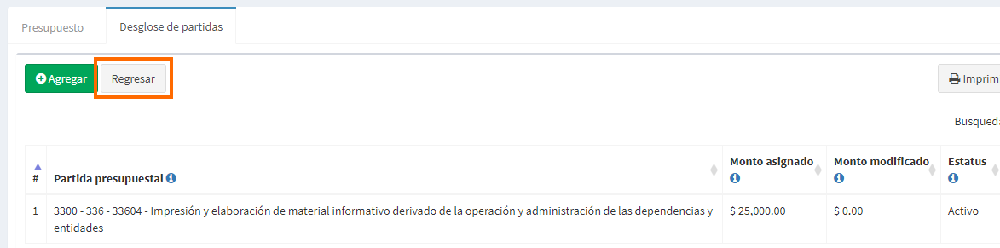 Presupuesto
Desglose de partidas
Agregar
Regresar
Imprim
Busqueda
#
Partida presupuestal
Monto asignado
Monto modificado
Estatus
1
3300 - 336 - 33604 - Impresión y elaboración de material informativo derivado de la operación y administración de las dependencias y
entidades
$ 25,000.00
$ 0.00
Activo